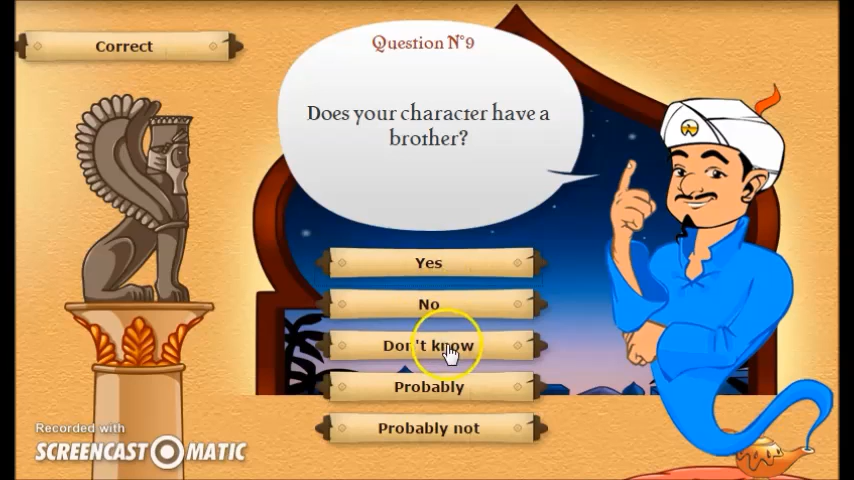 Correct
Question N°9
Does your character have a
brother?
Yes
No
Don't know
Probably
Probably not
Recorded with
SCREENCAST-O-MATIC